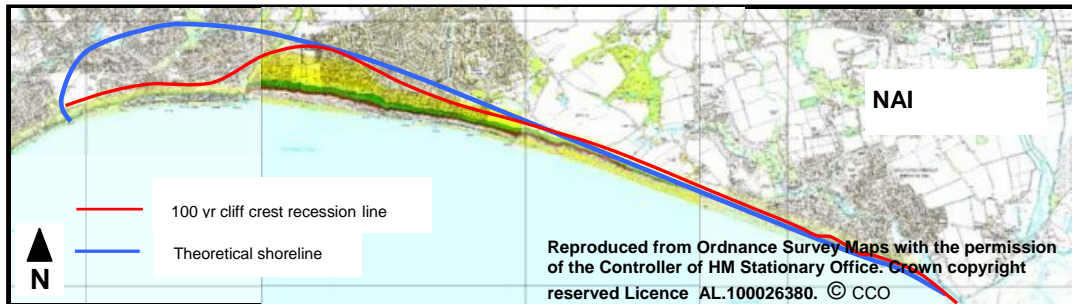 NAI
100 yr cliff crest recession line
Theoretical shoreline
N
Reproduced from Ordnance Survey Maps with the permission
of the Controller of HM Stationary Office. Crown copyright
reserved Licence AL.100026380. © CCO